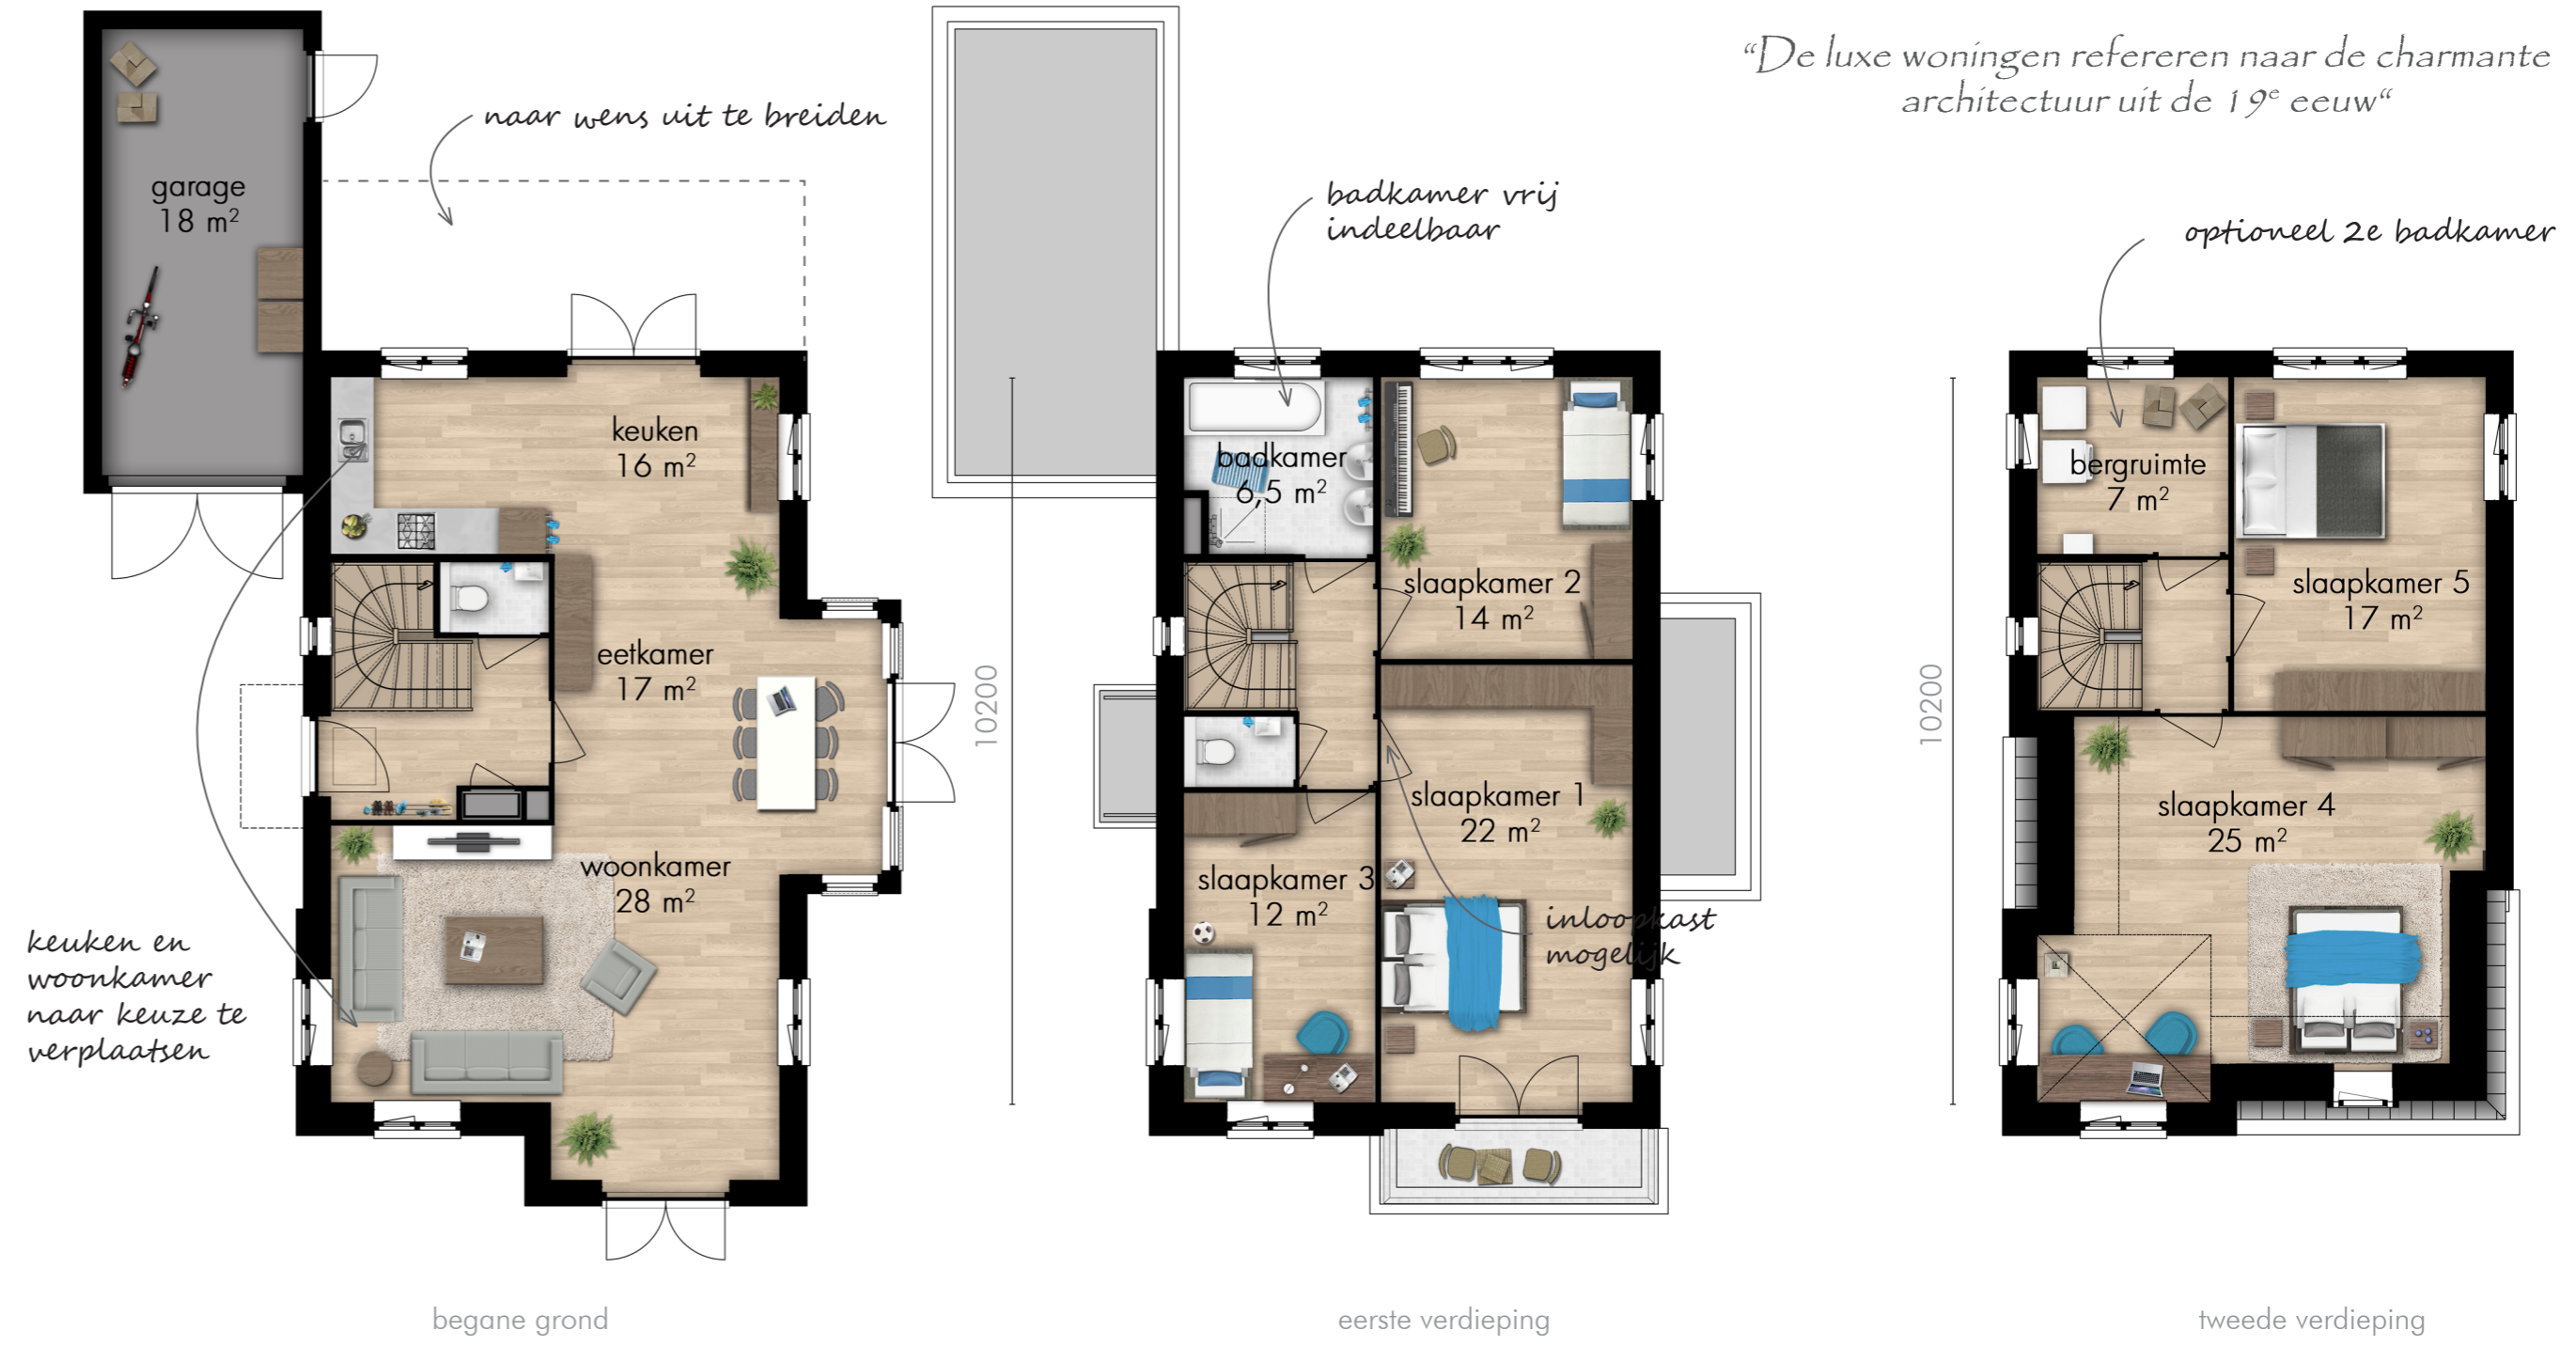 “De luxe woningen refereren naar de charmante
architectuur uit de 19e eeuw“
naar wens uit te breiden
garage
18 m²
keuken
16 m²
eetkamer
17 m²
woonkamer
28 m²
keuken en
woonkamer
naar keuze te
verplaatsen
begane grond
10200
badkamer vrij
indeelbaar
badkamer
6,5 m²
slaapkamer 2
14 m²
slaapkamer 1
22 m²
slaapkamer 3
12 m²
inloopkast
mogelijk
eerste verdieping
10200
optioneel 2e badkamer
bergruimte
7 m²
slaapkamer 5
17 m²
slaapkamer 4
25 m²
tweede verdieping